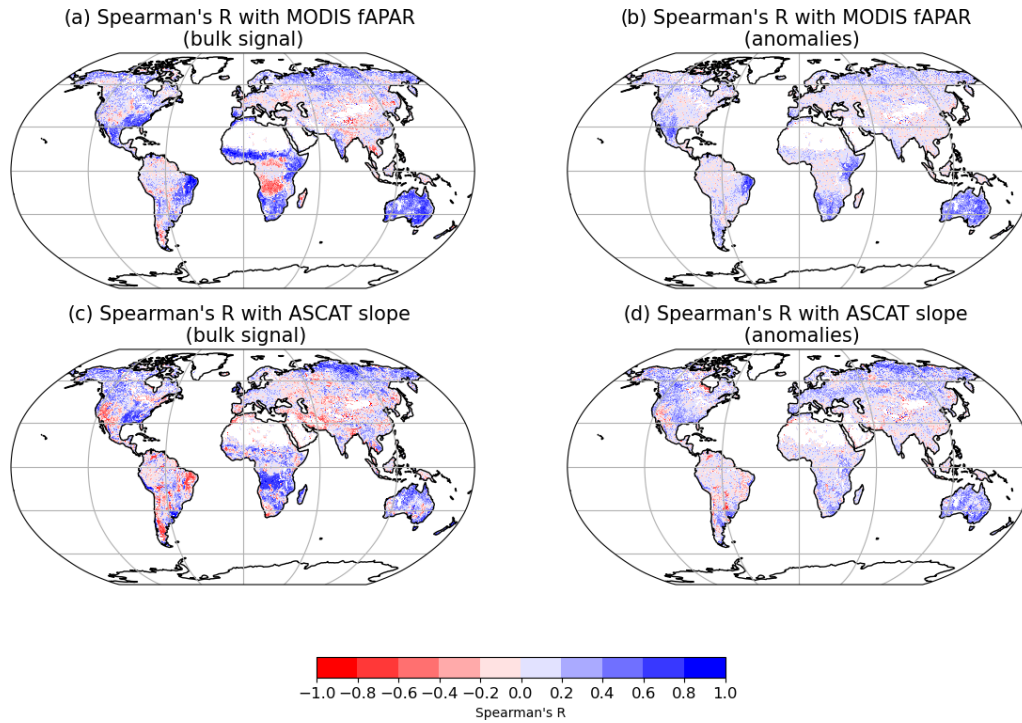 (a) Spearman's R with MODIS fAPAR
(bulk signal)
(b) Spearman's R with MODIS fAPAR
(anomalies)
(c) Spearman's R with ASCAT slope
(bulk signal)
(d) Spearman's R with ASCAT slope
(anomalies)
−1.0 −0.8 −0.6 −0.4 −0.2 0.0 0.2 0.4 0.6 0.8 1.0
Spearman's R